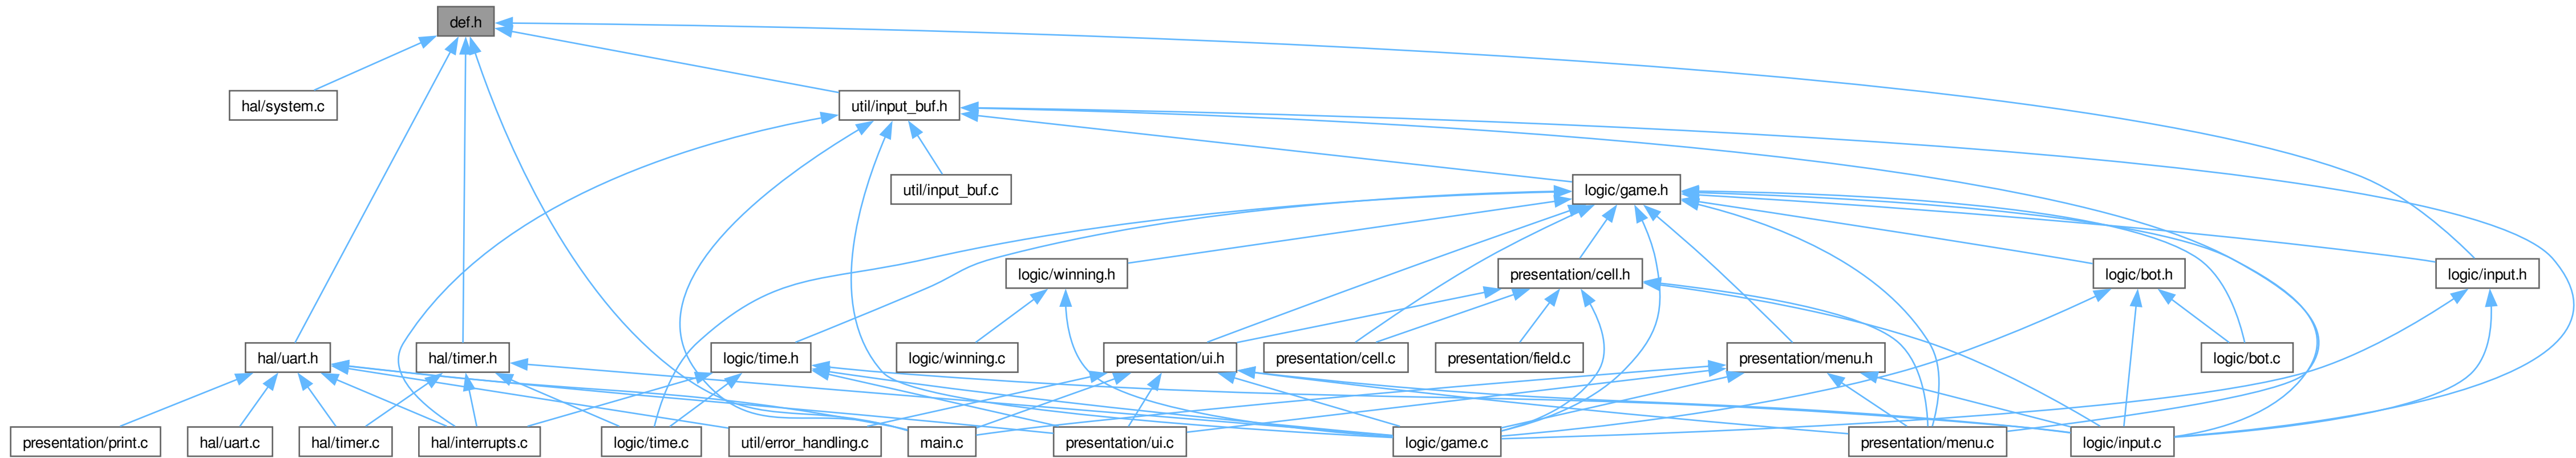 def.h
hal/system.c
util/input_buf.h
util/input_buf.c
logic/game.h
logic/winning.h
presentation/cell.h
logic/bot.h
logic/input.h
hal/uart.h
hal/timer.h
logic/time.h
logic/winning.c
presentation/ui.h
presentation/cell.c
presentation/field.c
presentation/menu.h
logic/bot.c
presentation/print.c
hal/uart.c
hal/timer.c
hal/interrupts.c
logic/time.c
util/error_handling.c
main.c
presentation/ui.c
logic/game.c
presentation/menu.c
logic/input.c